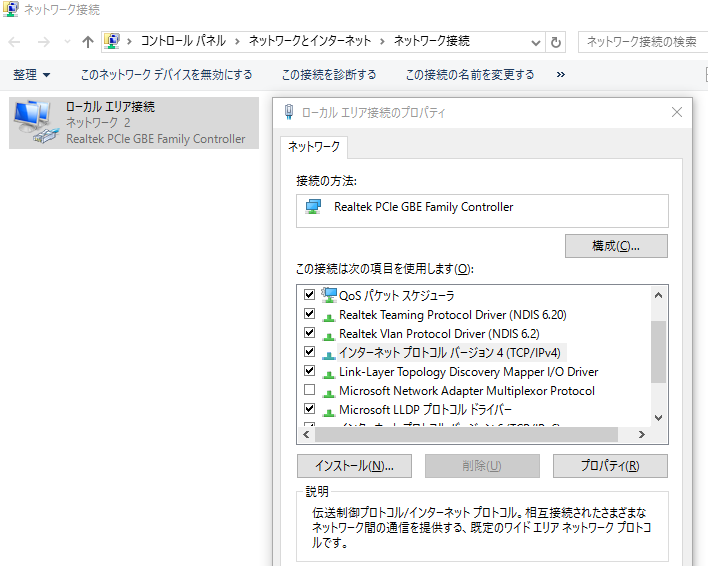 ネットワーク接続
コントロール パネル > ネットワークとインターネット > ネットワーク接続
ネットワーク接続の検索
整理 このネットワーク デバイスを無効にする この接続を診断する この接続の名前を変更する »
ローカル エリア接続
ネットワーク 2
Realtek PCIe GBE Family Controller
ローカル エリア接続のプロパティ
ネットワーク
接続の方法:
Realtek PCIe GBE Family Controller
構成(C)...
この接続は次の項目を使用します(O):
QoS パケット スケジューラ
Realtek Teaming Protocol Driver (NDIS 6.20)
Realtek Vlan Protocol Driver (NDIS 6.2)
インターネット プロトコル バージョン 4 (TCP/IPv4)
Link-Layer Topology Discovery Mapper I/O Driver
Microsoft Network Adapter Multiplexor Protocol
Microsoft LLDP プロトコル ドライバー
インストール(N)... 削除(U) プロパティ(R)
説明
伝送制御プロトコル/インターネット プロトコル。相互接続されたさまざまな
ネットワーク間の通信を提供する、既定のワイド エリア ネットワーク プロトコ
ルです。